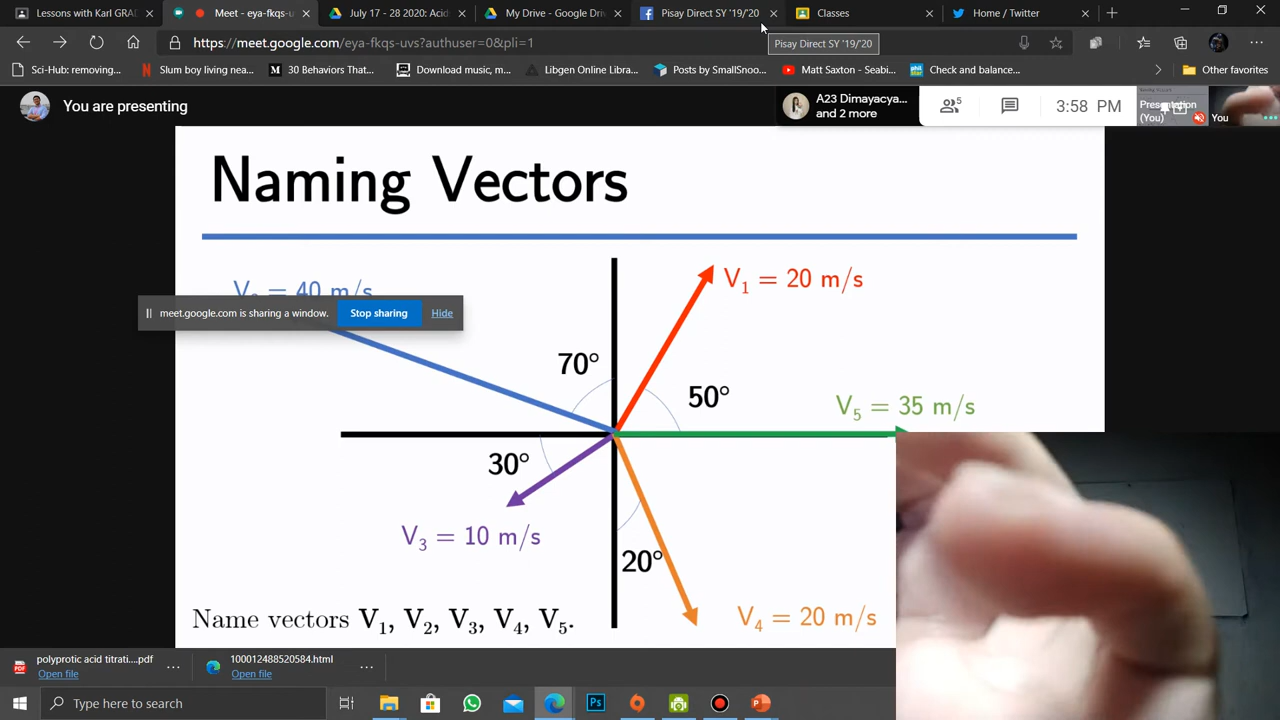 Lessons with Karl GRAD
Meet - eya-fkqs-u
July 17 - 28 2020: Acid
My Drive - Google Driv
Pisay Direct SY '19/'20
Classes
Home / Twitter
https://meet.google.com/eya-fkqs-uvs?authuser=0&pli=1
Pisay Direct SY '19/'20
Sci-Hub: removing...
Slum boy living nea...
30 Behaviors That...
Download music, m...
Libgen Online Libra...
Posts by SmallSnoo...
Matt Saxton - Seabi...
Check and balance...
Other favorites
You are presenting
A23 Dimayacya...
and 2 more
5
3:58 PM
Presentation
(You)
You
Naming Vectors
V₂ = 40 m/s
V₁ = 20 m/s
meet.google.com is sharing a window.
Stop sharing
Hide
70°
50°
V₅ = 35 m/s
30°
V₃ = 10 m/s
20°
V₄ = 20 m/s
Name vectors V₁, V₂, V₃, V₄, V₅.
polyprotic acid titrati....pdf
Open file
100012488520584.html
Open file
Type here to search